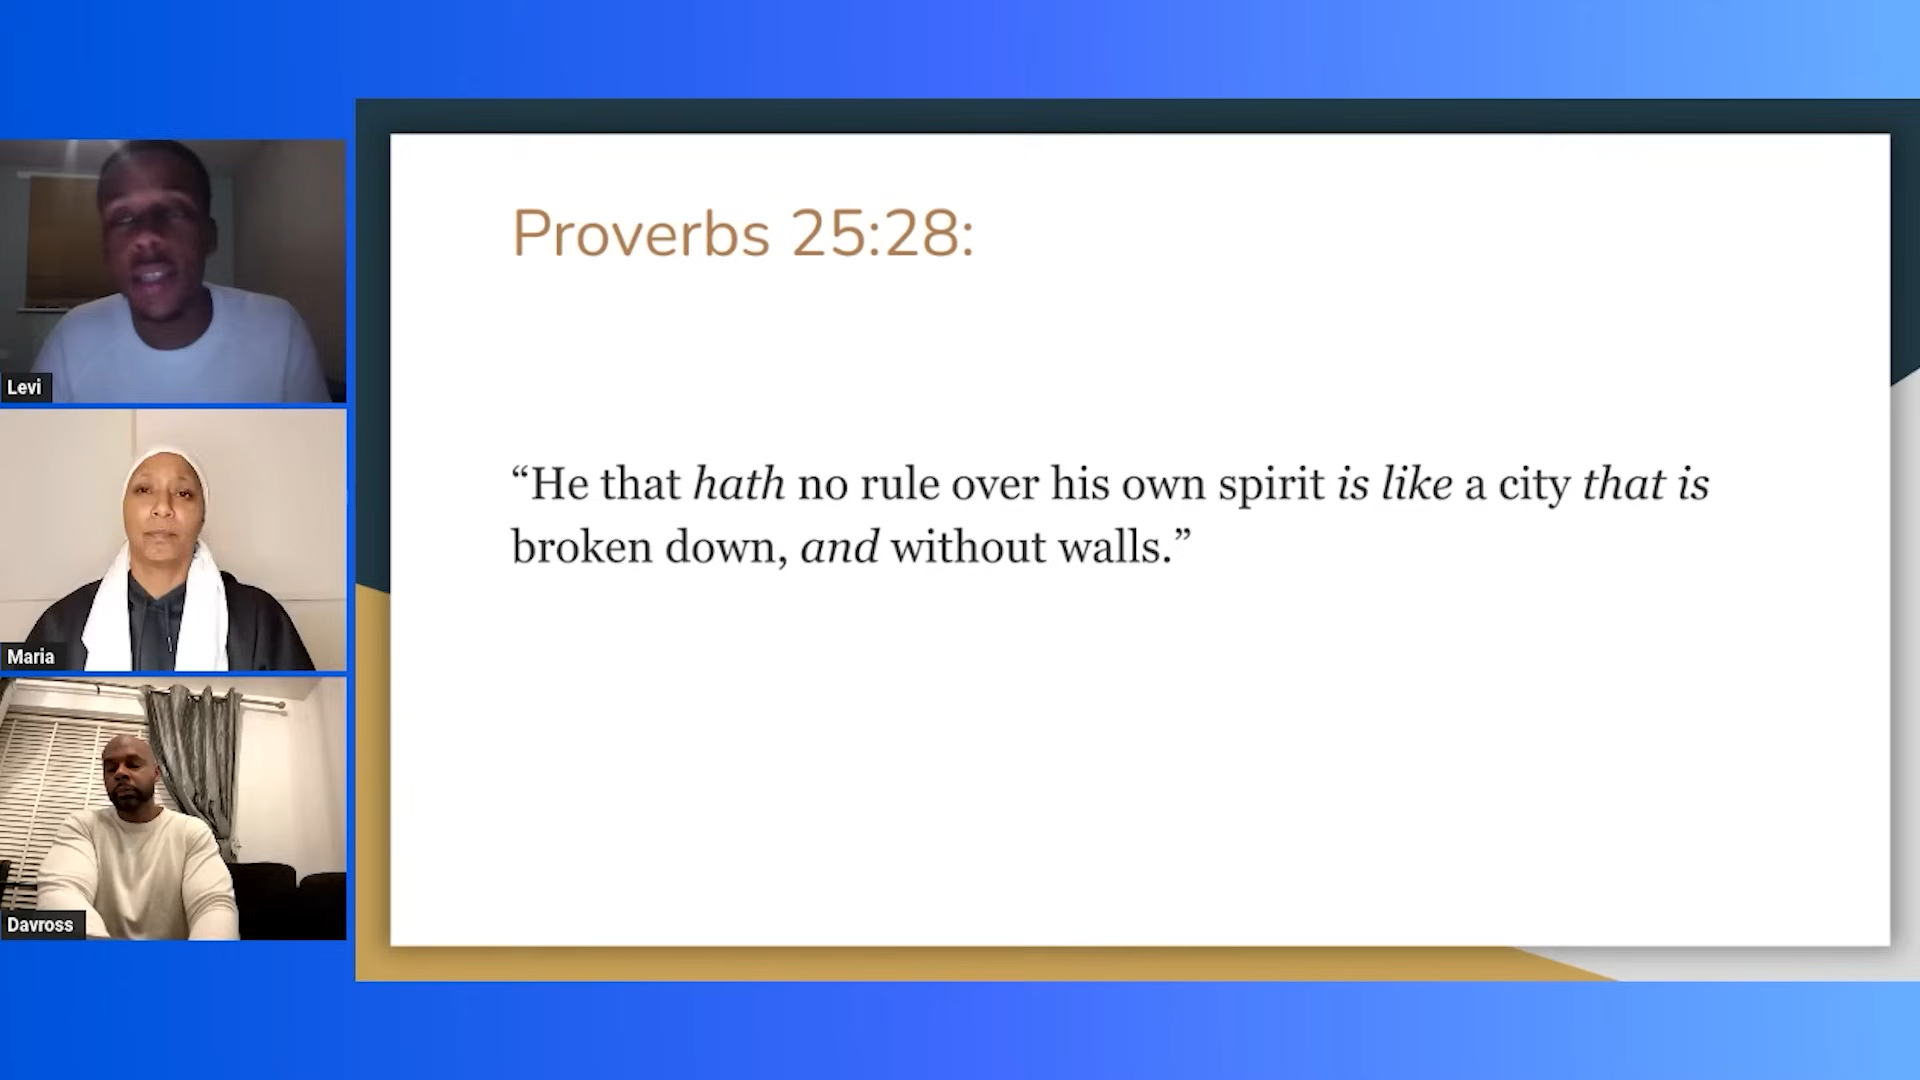 Levi
Maria
Davross
Proverbs 25:28:
“He that hath no rule over his own spirit is like a city that is
broken down, and without walls.”